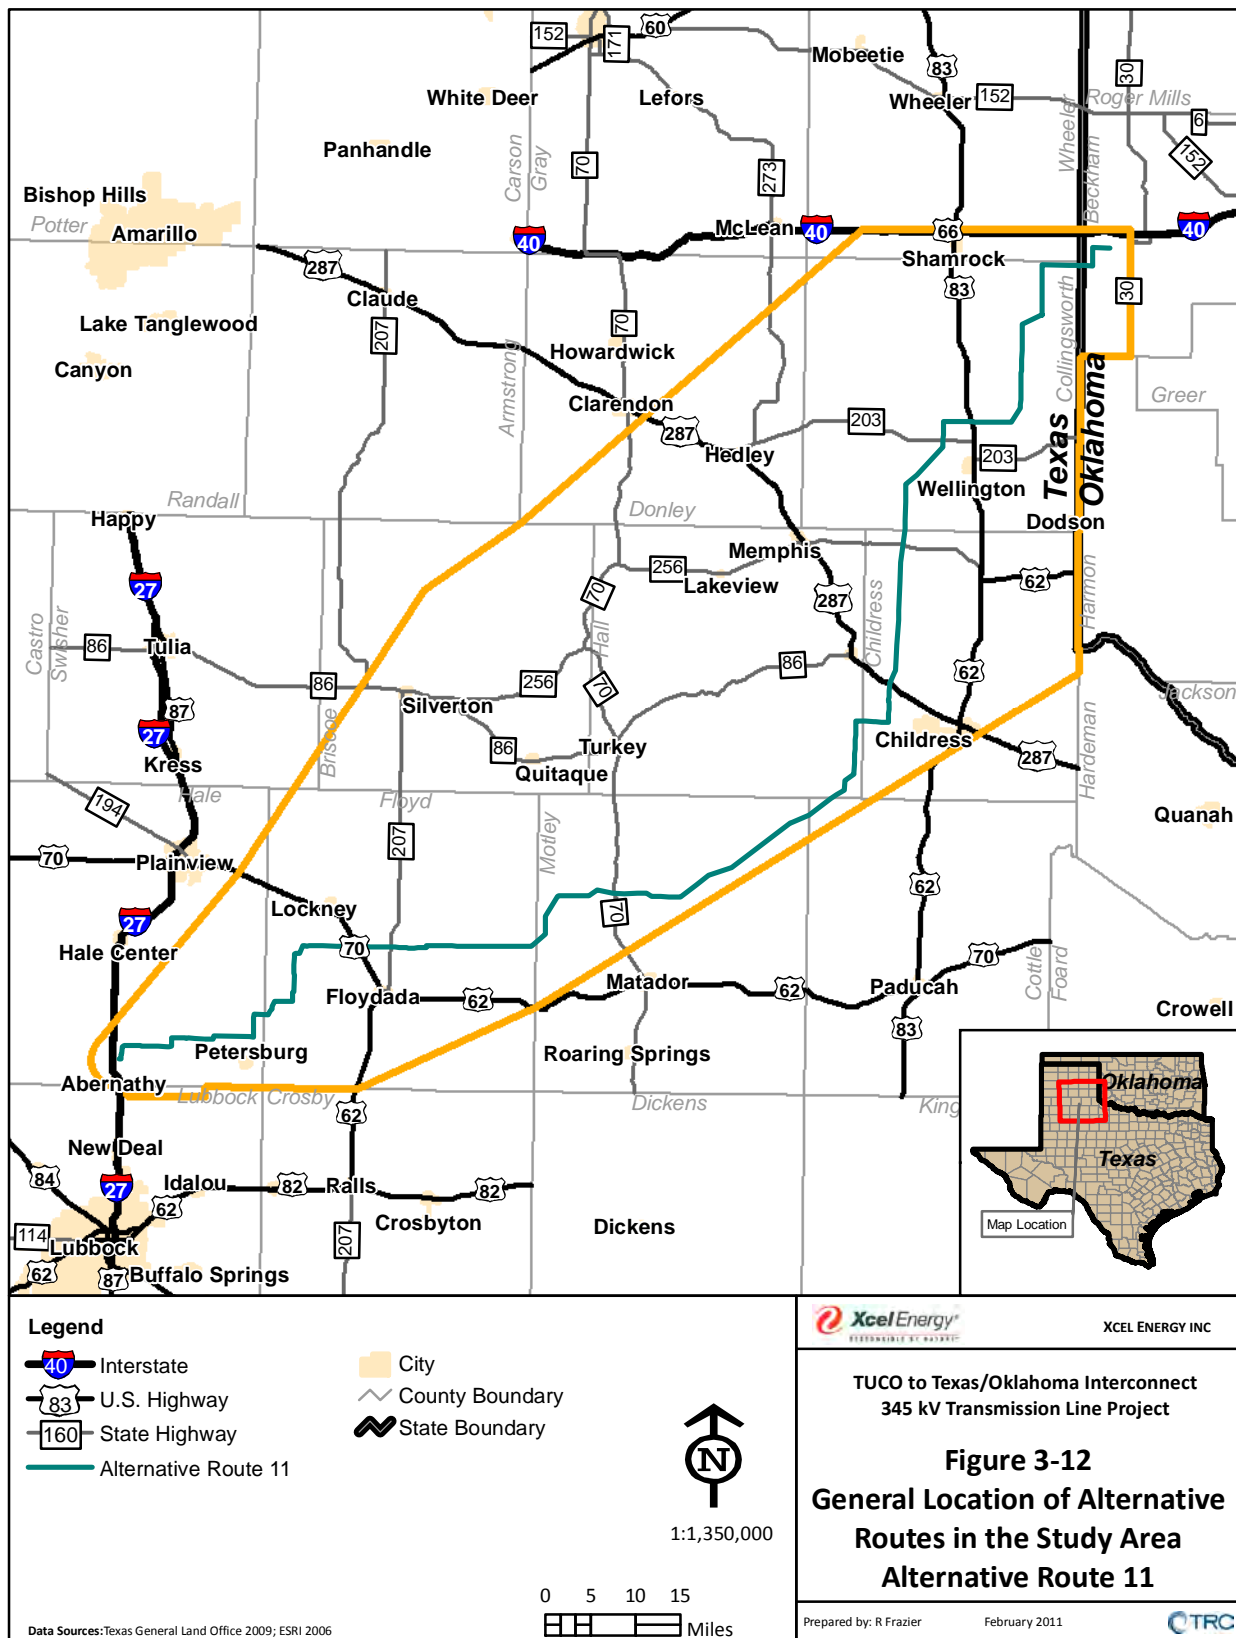 152
171
60
Mobeetie
83
30
White Deer
Lefors
Wheeler
152
Wheeler
Roger Mills
6
152
Panhandle
Carson
Gray
70
273
Beckham
Bishop Hills
Potter
Amarillo
McLean
40
40
66
40
Shamrock
287
83
30
Claude
Collingsworth
Lake Tanglewood
207
70
Howardwick
Canyon
Armstrong
Clarendon
Greer
287
203
Hedley
203
Texas
Oklahoma
Wellington
Randall
Donley
Happy
Dodson
Memphis
256
Lakeview
27
70
287
62
Castro
Swisher
Tulia
86
Hall
Childress
Harmon
86
256
70
86
62
Silverton
Jackson
87
27
Briscoe
86
Turkey
Childress
287
Kress
Quitaque
Hardeman
Hale
194
Floyd
Quanah
207
Motley
70
Plainview
62
Lockney
70
27
70
Hale Center
Matador
70
Floydada
62
62
Paducah
Cottle
Foard
Crowell
83
Petersburg
Roaring Springs
Abernathy
Lubbock
Crosby
Dickens
King
62
New Deal
84
27
Idalou
82
Ralls
82
62
Crosbyton
Dickens
114
Lubbock
207
62
87
Buffalo Springs
Oklahoma
Texas
Map Location
Legend
40 Interstate
83 U.S. Highway
160 State Highway
Alternative Route 11
City
County Boundary
State Boundary
N
1:1,350,000
0 5 10 15
Miles
Data Sources:Texas General Land Office 2009; ESRI 2006
Xcel Energy®
RESPONSIBLE BY NATURE™
XCEL ENERGY INC
TUCO to Texas/Oklahoma Interconnect
345 kV Transmission Line Project
Figure 3-12
General Location of Alternative
Routes in the Study Area
Alternative Route 11
Prepared by: R Frazier
February 2011
TRC